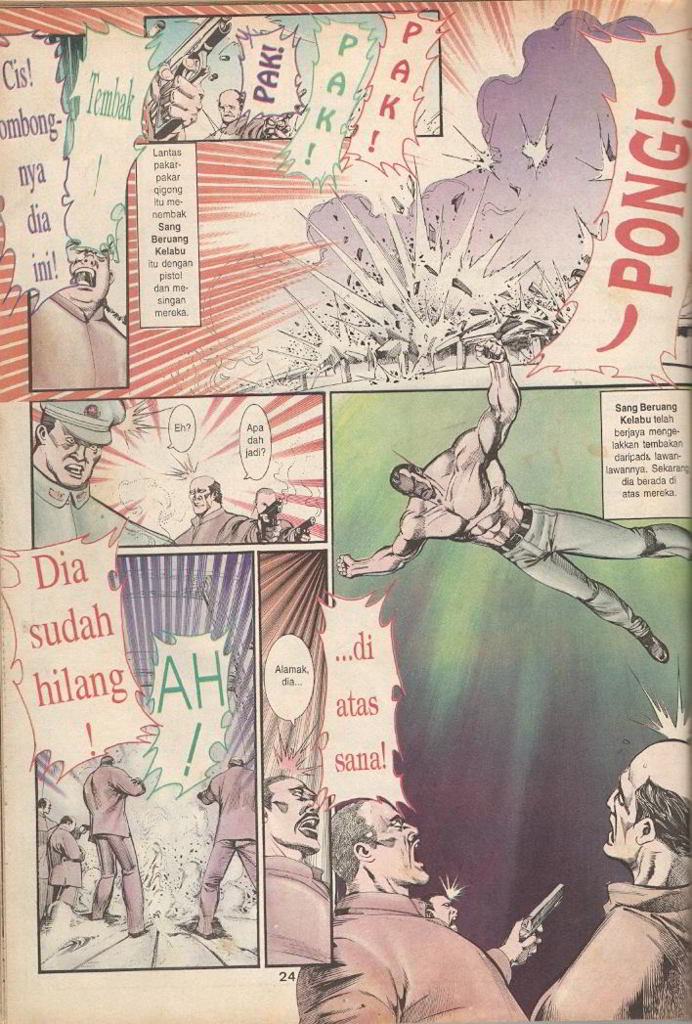 Cis!
ombong-
nya
dia
ini!
Tembak
!
PAK!
PAK!
PAK!
PONG!
Lantas
pakar-
pakar
qigong
itu me-
nembak
Sang
Beruang
Kelabu
itu dengan
pistol
dan me-
singan
mereka.
Eh?
Apa
dah
jadi?
Sang Beruang
Kelabu telah
berjaya menge-
lakkan tembakan
daripada lawan-
lawannya. Sekarang
dia berada di
atas mereka.
Dia
sudah
hilang
!
AH
!
Alamak,
dia...
...di
atas
sana!
24